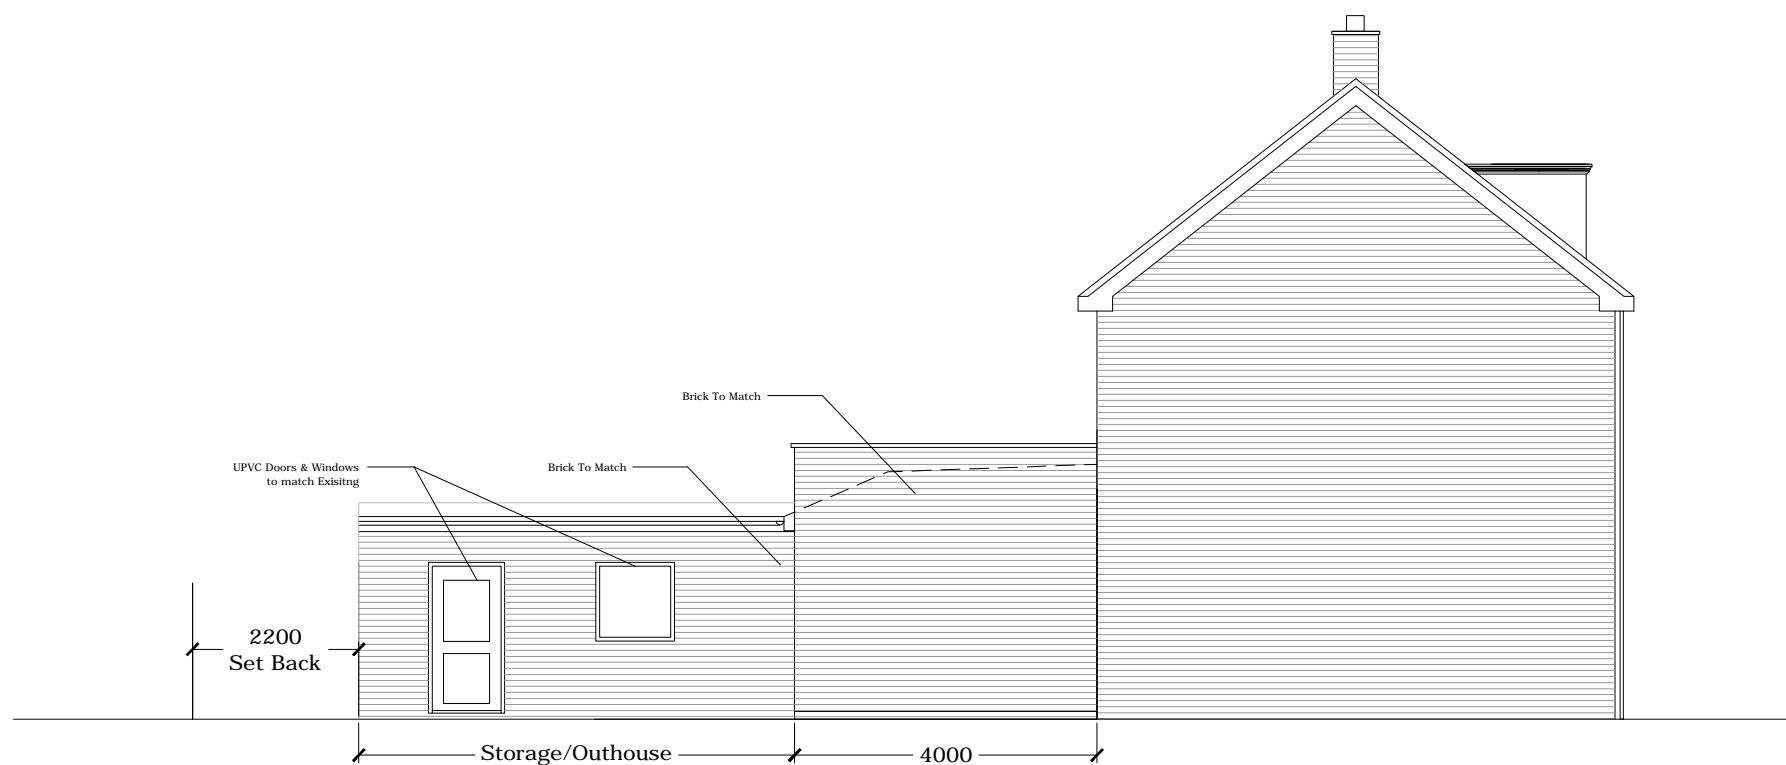 Brick To Match
UPVC Doors & Windows
to match Exisitng
Brick To Match
2200
Set Back
Storage/Outhouse
4000